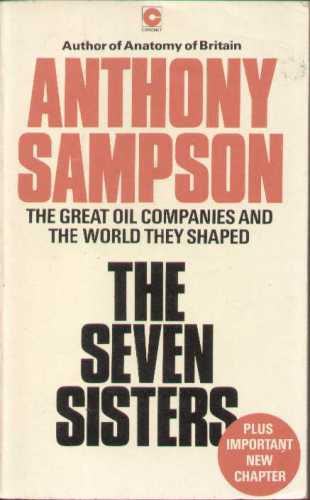 CORONET
Author of Anatomy of Britain
ANTHONY
SAMPSON
THE GREAT OIL COMPANIES AND
THE WORLD THEY SHAPED
THE
SEVEN
SISTERS
PLUS
IMPORTANT
NEW
CHAPTER